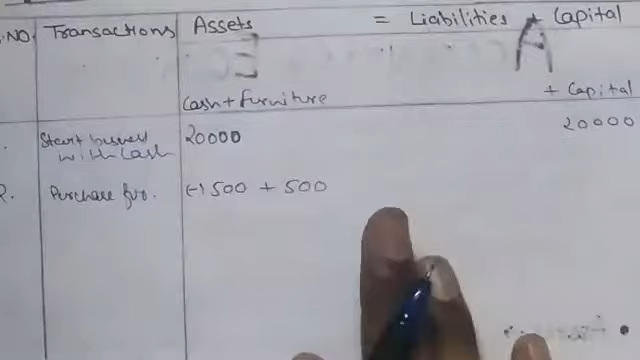 .NO. Transactions Assets = Liabilities + Capital
Cash + furniture + Capital
. Start business 20000 20000
with Cash
2. Purchase fur. (-) 500 + 500